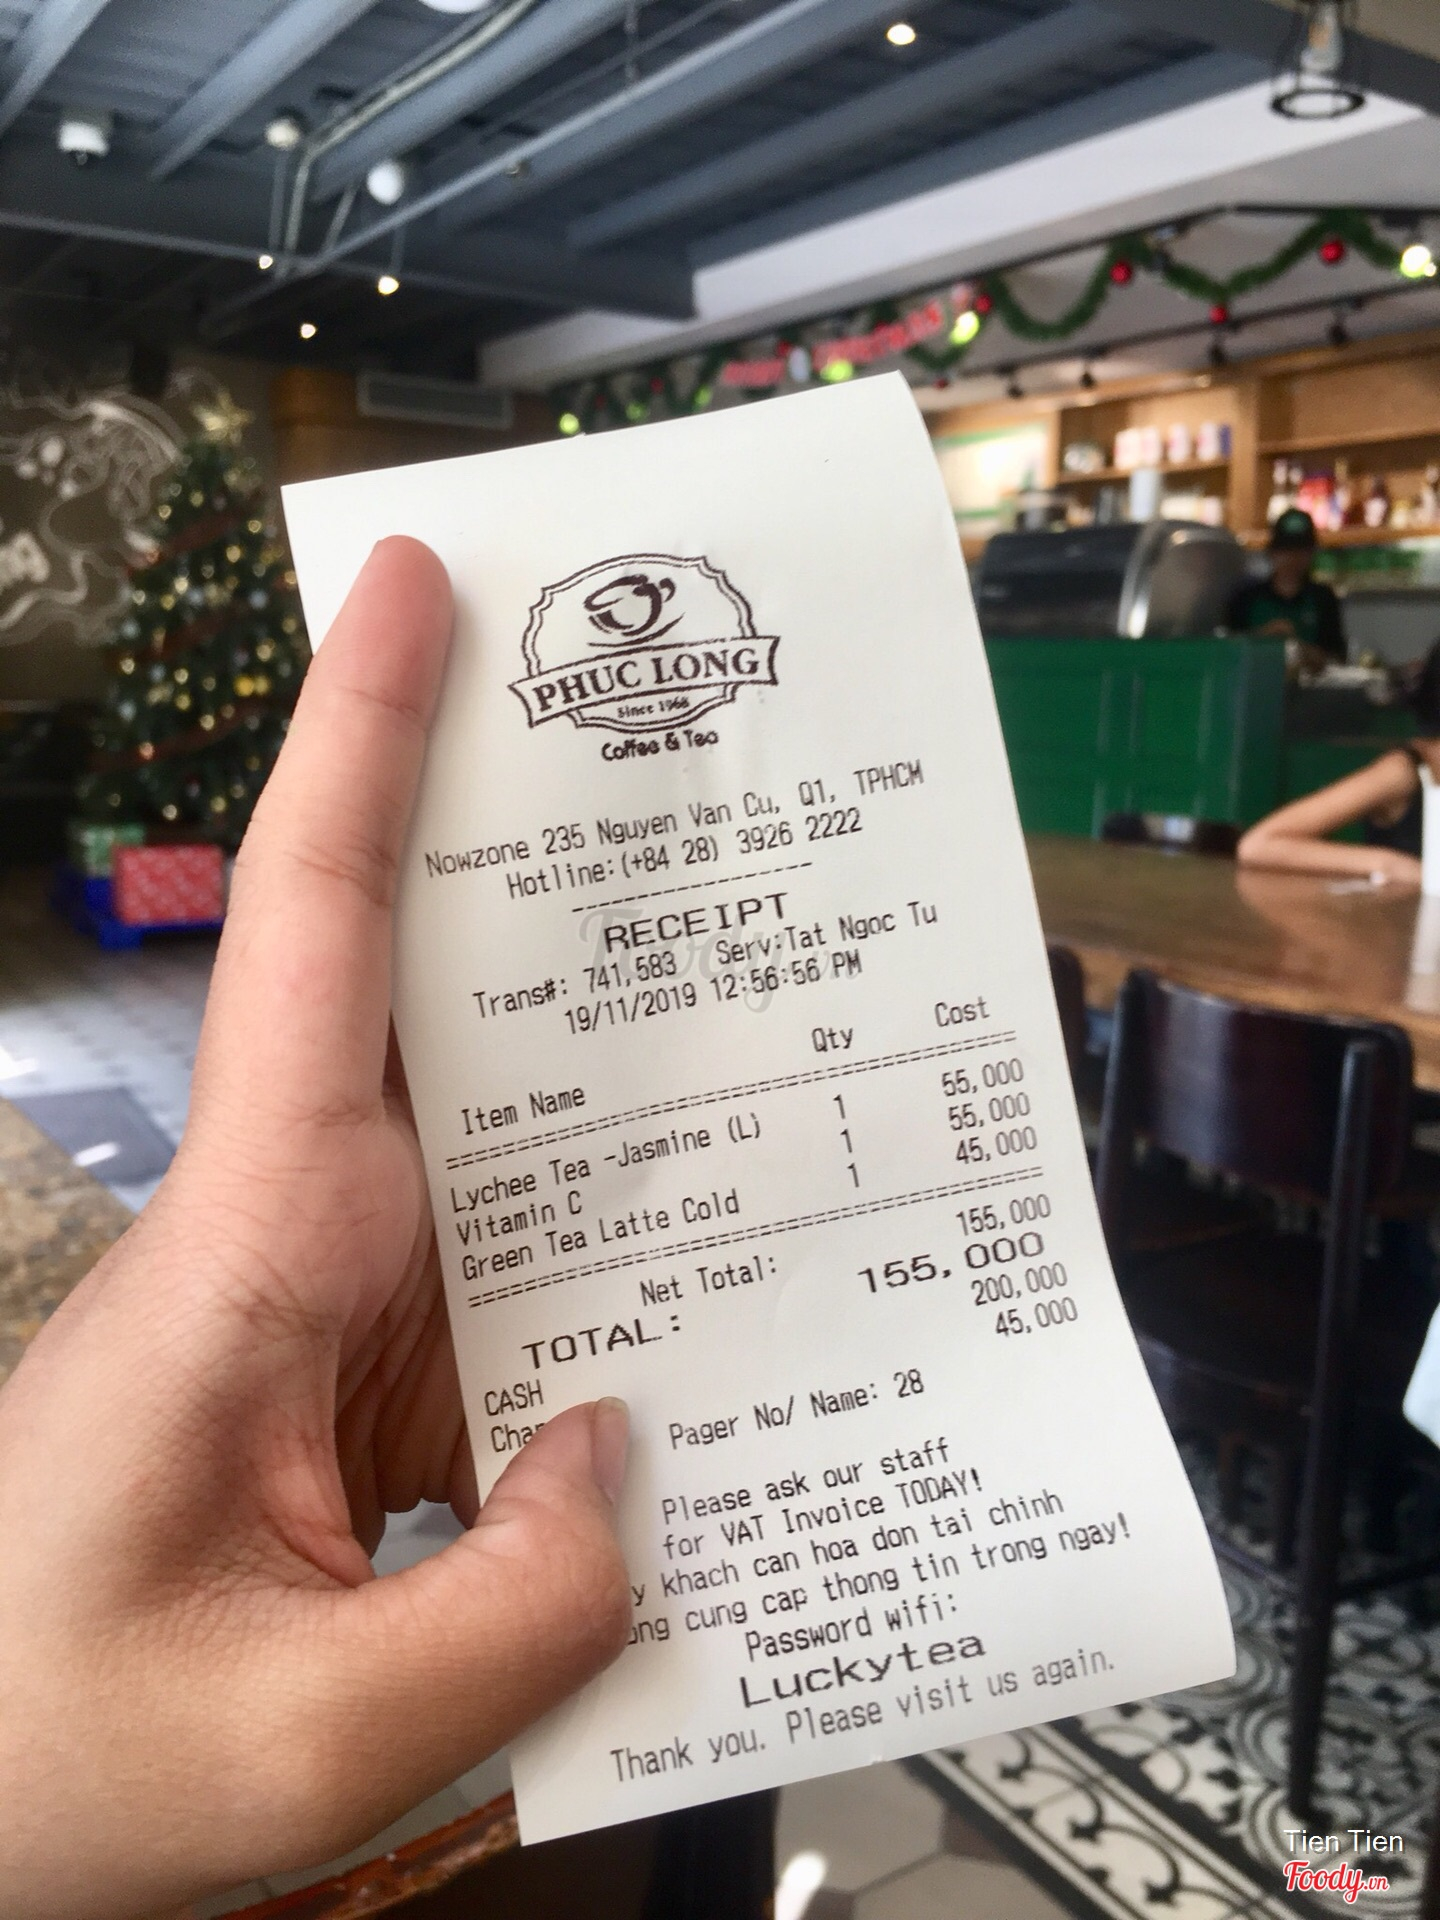 PHUC LONG
Since 1968
Coffee & Tea
Nowzone 235 Nguyen Van Cu, Q1, TPHCM
Hotline:(+84 28) 3926 2222
RECEIPT
Trans#: 741,583 Serv:Tat Ngoc Tu
19/11/2019 12:56:56 PM
Item Name Qty Cost
Lychee Tea -Jasmine (L) 1 55,000
Vitamin C 1 55,000
Green Tea Latte Cold 1 45,000
Net Total: 155,000
TOTAL: 155,000
CASH 200,000
Chan 45,000
Pager No/ Name: 28
Please ask our staff
for VAT Invoice TODAY!
y khach can hoa don tai chinh
ong cung cap thong tin trong ngay!
Password wifi:
Luckytea
Thank you. Please visit us again.
Foody
Tien Tien
Foody.vn